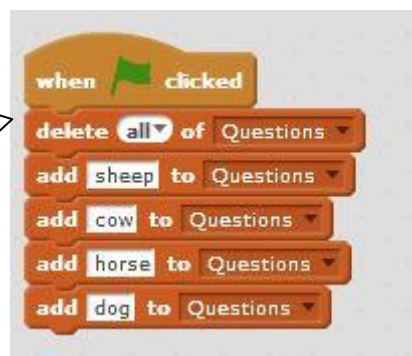 when clicked
delete all of Questions
add sheep to Questions
add cow to Questions
add horse to Questions
add dog to Questions